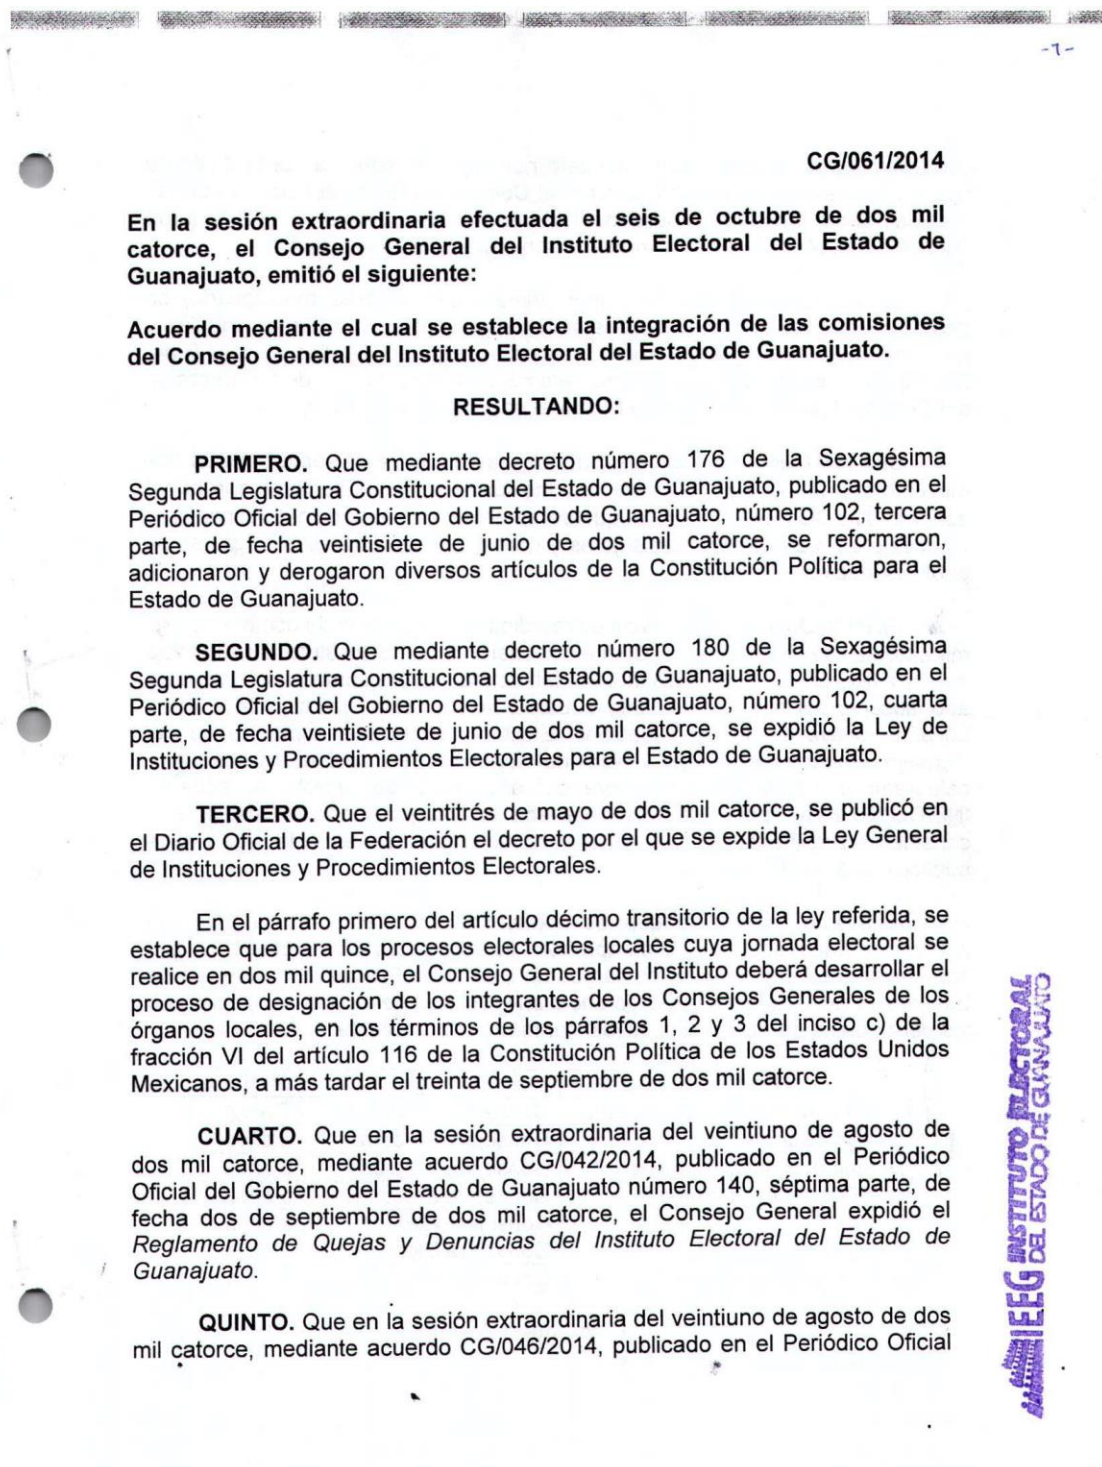 -7-
CG/061/2014
En la sesión extraordinaria efectuada el seis de octubre de dos mil
catorce, el Consejo General del Instituto Electoral del Estado de
Guanajuato, emitió el siguiente:
Acuerdo mediante el cual se establece la integración de las comisiones
del Consejo General del Instituto Electoral del Estado de Guanajuato.
RESULTANDO:
PRIMERO. Que mediante decreto número 176 de la Sexagésima
Segunda Legislatura Constitucional del Estado de Guanajuato, publicado en el
Periódico Oficial del Gobierno del Estado de Guanajuato, número 102, tercera
parte, de fecha veintisiete de junio de dos mil catorce, se reformaron,
adicionaron y derogaron diversos artículos de la Constitución Política para el
Estado de Guanajuato.
SEGUNDO. Que mediante decreto número 180 de la Sexagésima
Segunda Legislatura Constitucional del Estado de Guanajuato, publicado en el
Periódico Oficial del Gobierno del Estado de Guanajuato, número 102, cuarta
parte, de fecha veintisiete de junio de dos mil catorce, se expidió la Ley de
Instituciones y Procedimientos Electorales para el Estado de Guanajuato.
TERCERO. Que el veintitrés de mayo de dos mil catorce, se publicó en
el Diario Oficial de la Federación el decreto por el que se expide la Ley General
de Instituciones y Procedimientos Electorales.
En el párrafo primero del artículo décimo transitorio de la ley referida, se
establece que para los procesos electorales locales cuya jornada electoral se
realice en dos mil quince, el Consejo General del Instituto deberá desarrollar el
proceso de designación de los integrantes de los Consejos Generales de los
órganos locales, en los términos de los párrafos 1, 2 y 3 del inciso c) de la
fracción VI del artículo 116 de la Constitución Política de los Estados Unidos
Mexicanos, a más tardar el treinta de septiembre de dos mil catorce.
CUARTO. Que en la sesión extraordinaria del veintiuno de agosto de
dos mil catorce, mediante acuerdo CG/042/2014, publicado en el Periódico
Oficial del Gobierno del Estado de Guanajuato número 140, séptima parte, de
fecha dos de septiembre de dos mil catorce, el Consejo General expidió el
Reglamento de Quejas y Denuncias del Instituto Electoral del Estado de
Guanajuato.
QUINTO. Que en la sesión extraordinaria del veintiuno de agosto de dos
mil catorce, mediante acuerdo CG/046/2014, publicado en el Periódico Oficial
IEEG INSTITUTO ELECTORAL
DEL ESTADO DE GUANAJUATO